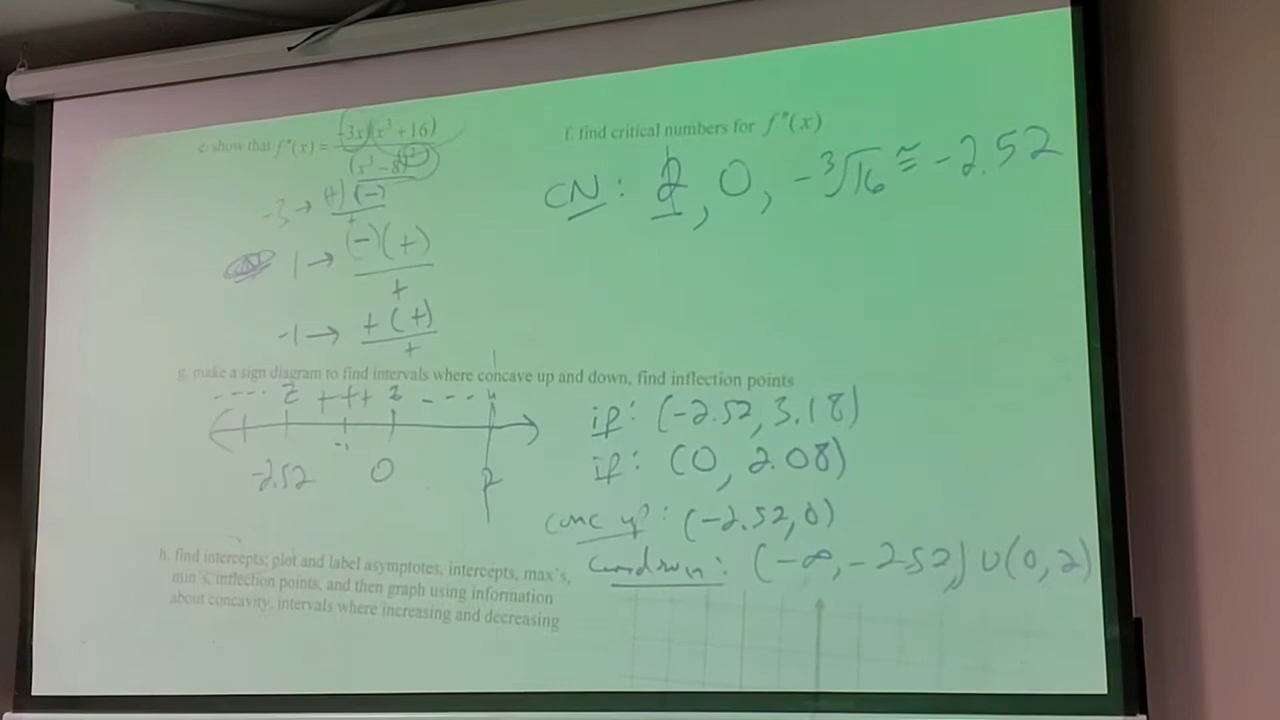 e. show that f"(x) = (-3x)(x³+16) / (x³-8)²
f. find critical numbers for f"(x)
CN: 2, 0, -³√16 ≅ -2.52
-3 → (+)(-) / +
1 → (-)(+) / +
-1 → + (+) / +
g. make a sign diagram to find intervals where concave up and down, find inflection points
---- z +++ z ---- u
-1
-2.52 0 2
ip: (-2.52, 3.18)
ip: (0, 2.08)
conc up: (-2.52, 0)
conc down: (-∞, -2.52) ∪ (0, 2)
h. find intercepts; plot and label asymptotes, intercepts, max's,
min's, inflection points, and then graph using information
about concavity, intervals where increasing and decreasing